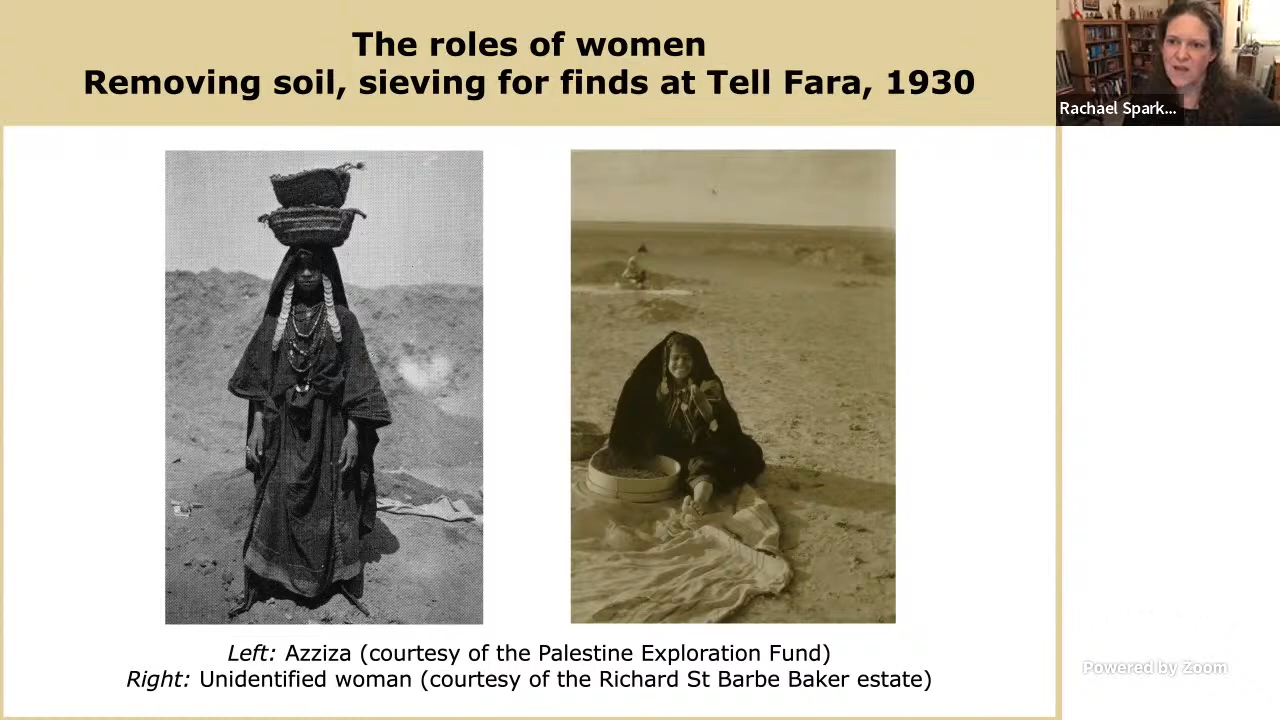 The roles of women
Removing soil, sieving for finds at Tell Fara, 1930
Rachael Spark...
Left: Azziza (courtesy of the Palestine Exploration Fund)
Right: Unidentified woman (courtesy of the Richard St Barbe Baker estate)
Powered by Zoom